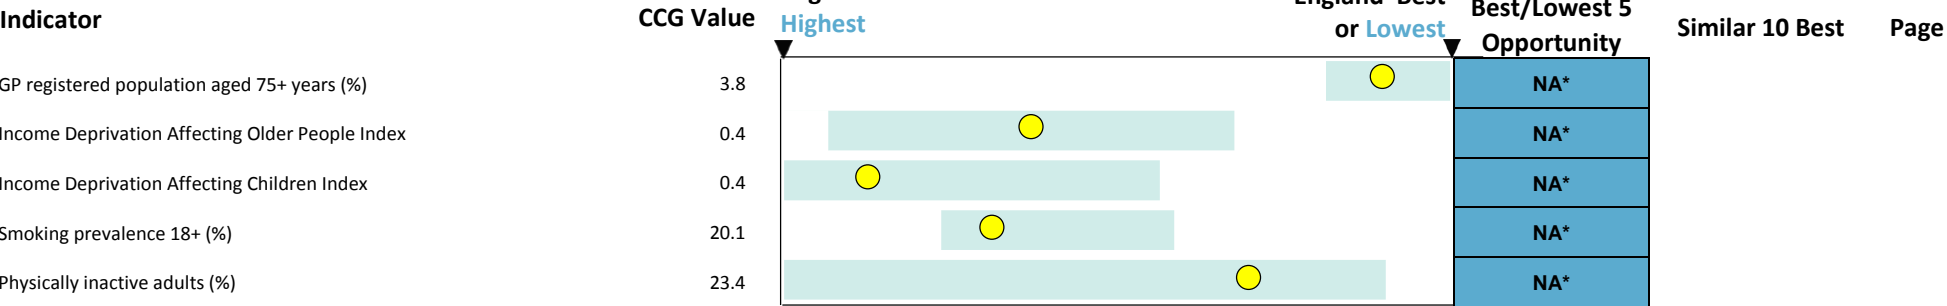 Indicator
CCG Value
Highest
England Best
or Lowest
Best/Lowest 5
Opportunity
Similar 10 Best
Page
GP registered population aged 75+ years (%) 3.8 NA*
Income Deprivation Affecting Older People Index 0.4 NA*
Income Deprivation Affecting Children Index 0.4 NA*
Smoking prevalence 18+ (%) 20.1 NA*
Physically inactive adults (%) 23.4 NA*